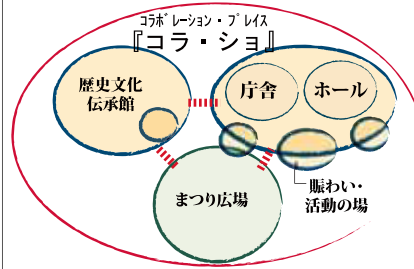 コラボレーション・プレイス
『コラ・ショ』
歴史文化
伝承館
庁舎
ホール
まつり広場
賑わい・
活動の場